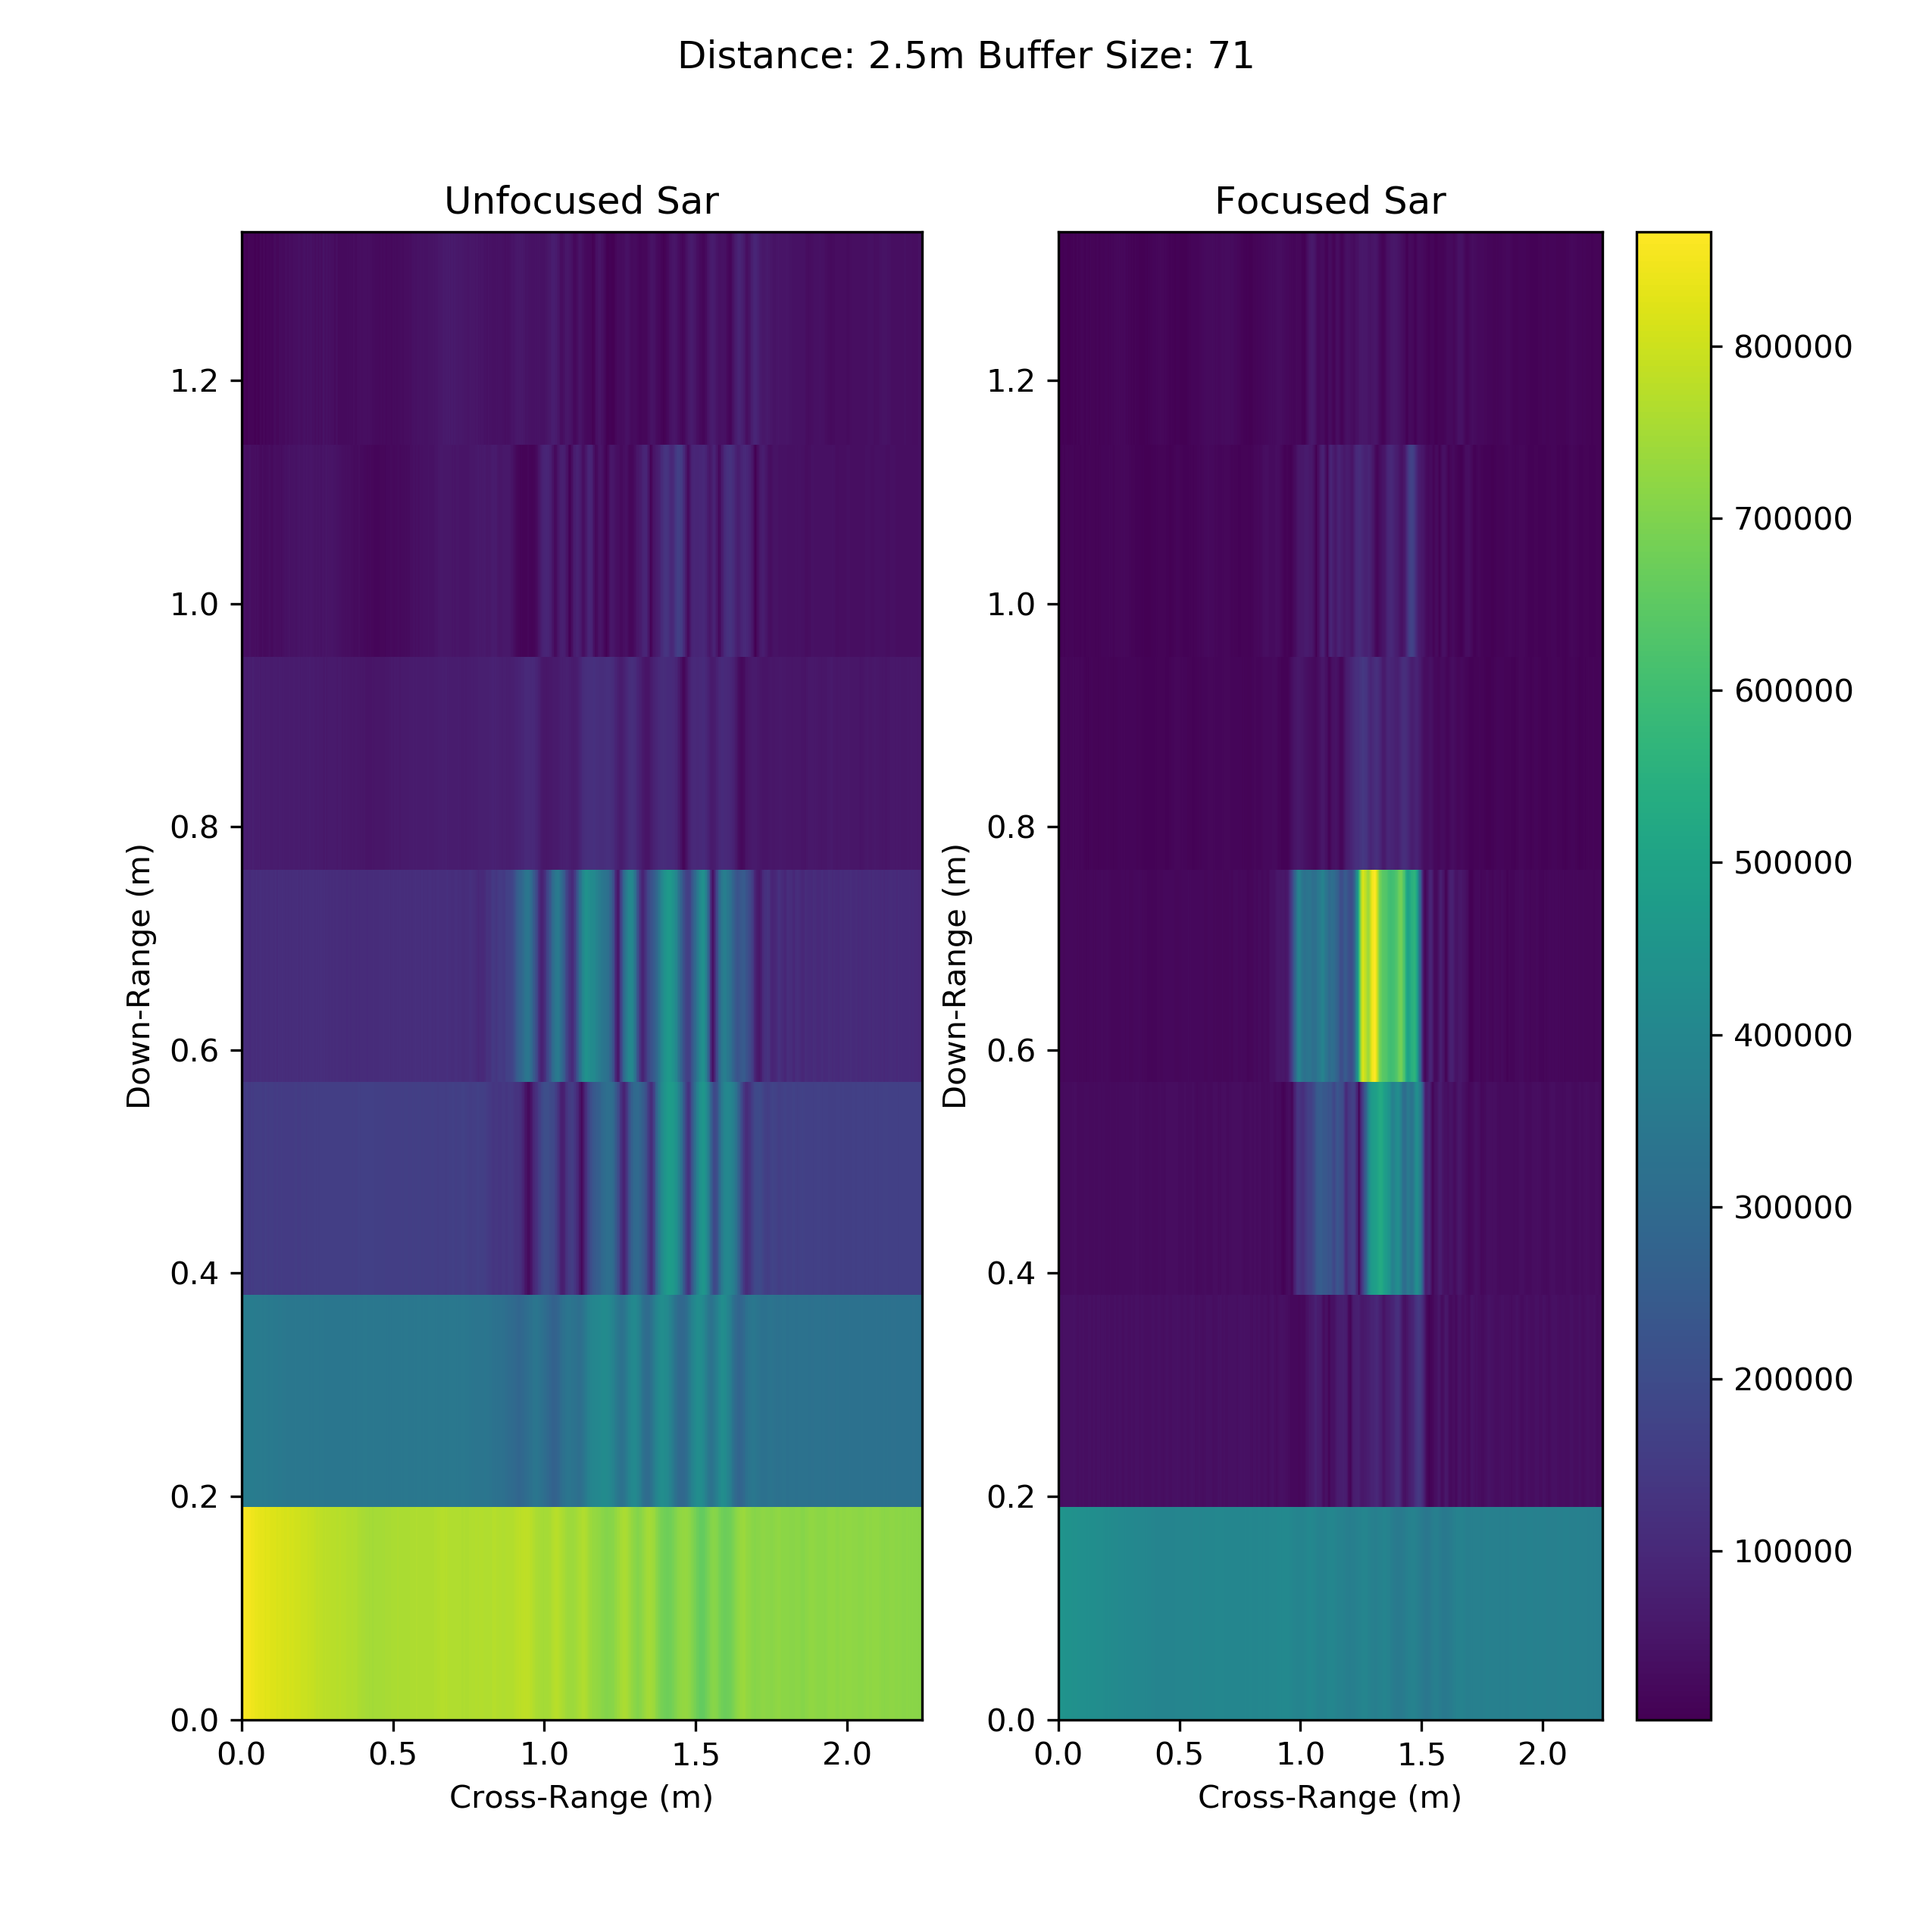 Distance: 2.5m Buffer Size: 71
Unfocused Sar
Down-Range (m)
1.2
1.0
0.8
0.6
0.4
0.2
0.0
0.0 0.5 1.0 1.5 2.0
Cross-Range (m)
Focused Sar
Down-Range (m)
1.2
1.0
0.8
0.6
0.4
0.2
0.0
0.0 0.5 1.0 1.5 2.0
Cross-Range (m)
800000
700000
600000
500000
400000
300000
200000
100000